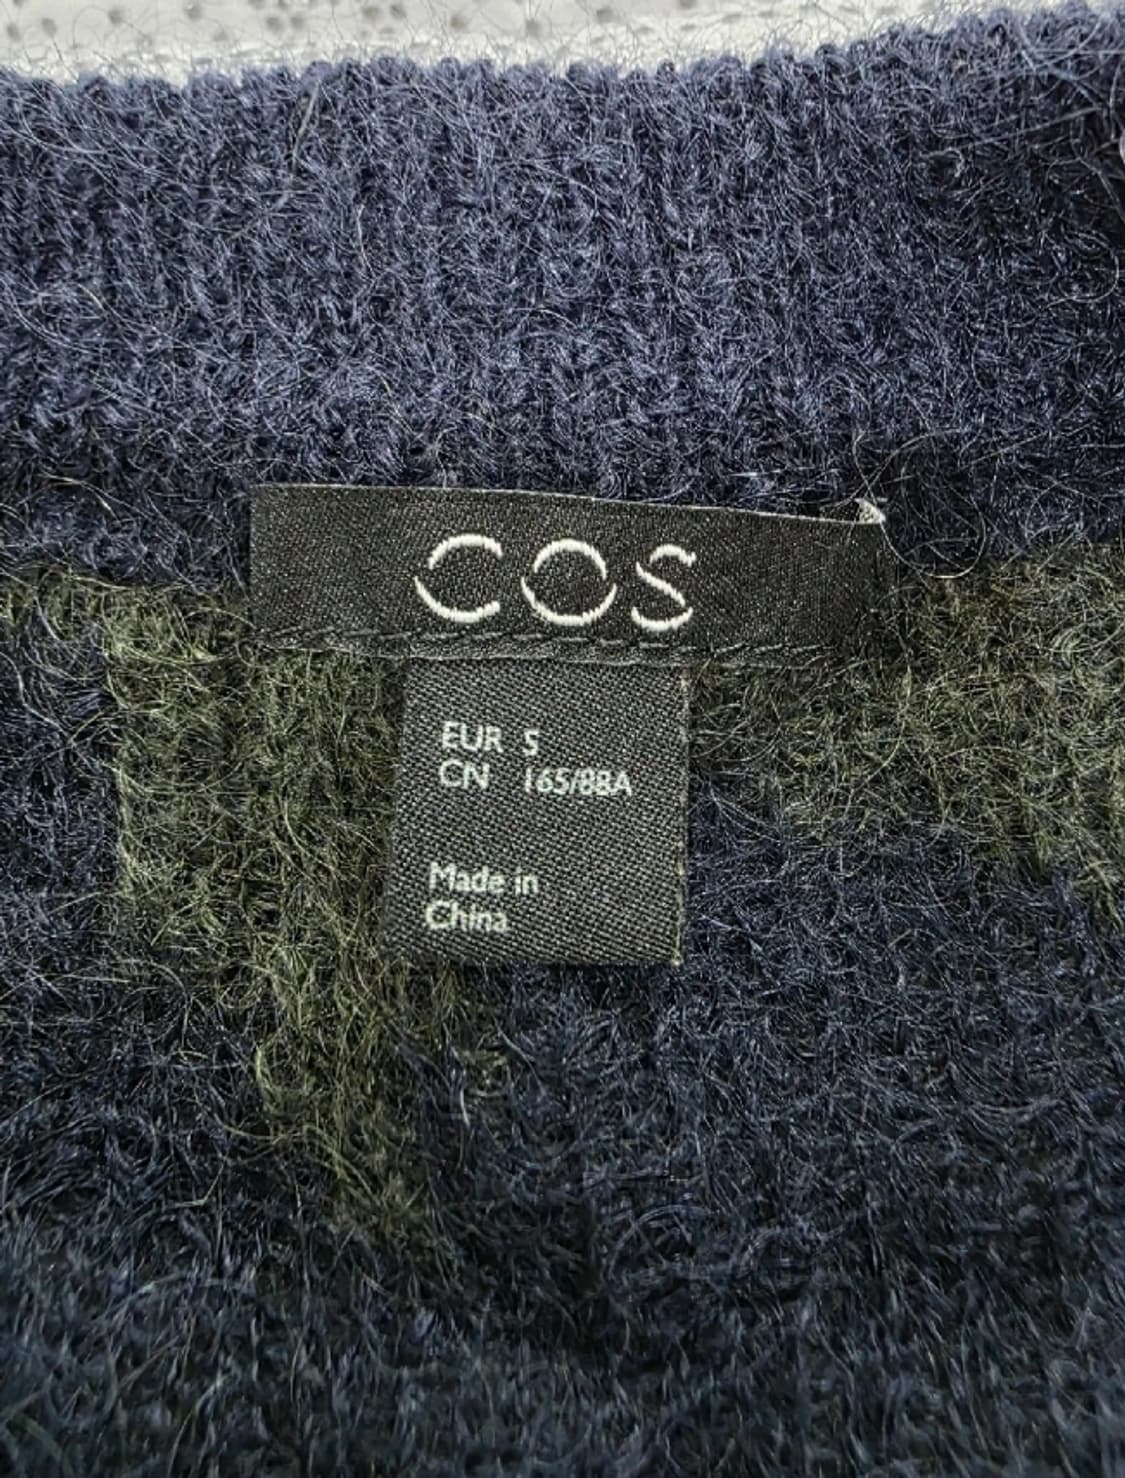 COS
EUR S
CN 165/88A
Made in
China